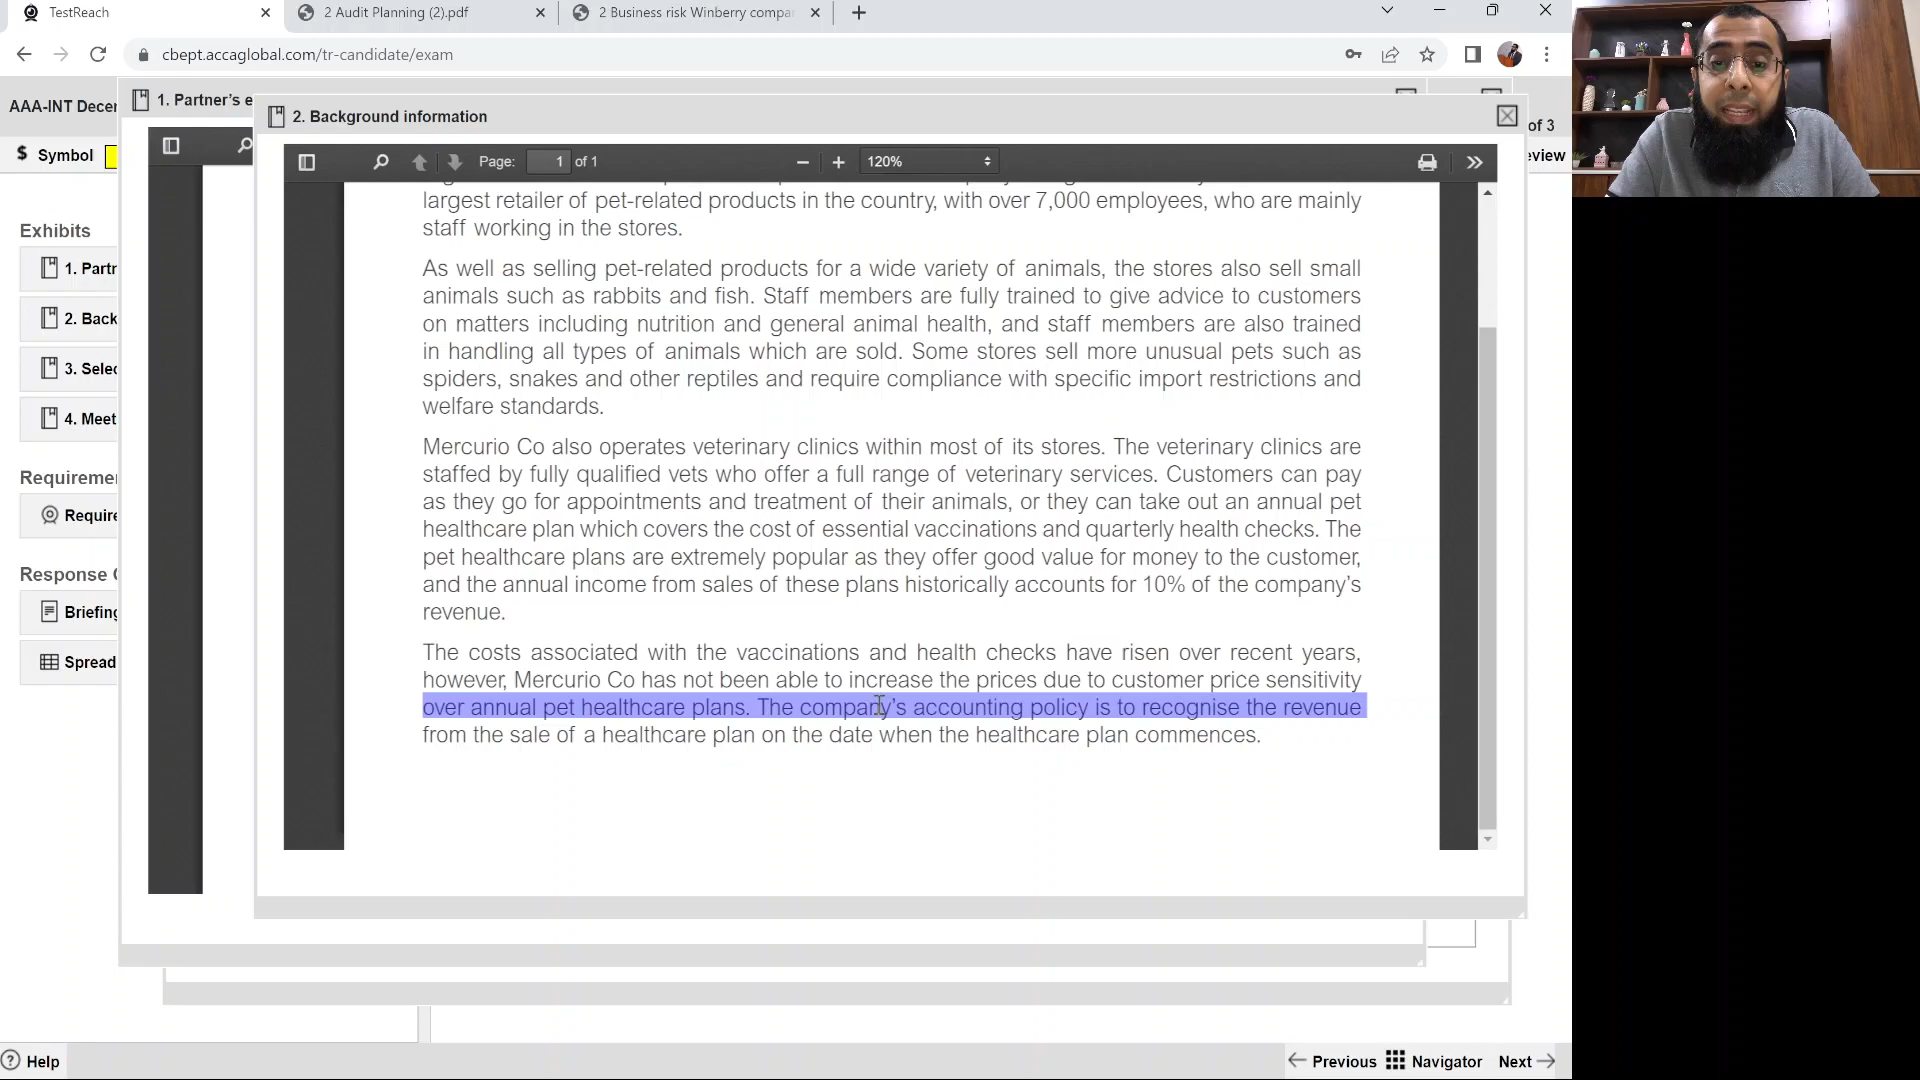 TestReach
2 Audit Planning (2).pdf
2 Business risk Winberry compa
cbept.accaglobal.com/tr-candidate/exam
AAA-INT Decer
1. Partner's e
2. Background information
of 3
$ Symbol
Page: 1 of 1
120%
eview
Exhibits
1. Partr
2. Back
3. Selec
4. Meet
Requireme
Require
Response
Briefing
Spread
largest retailer of pet-related products in the country, with over 7,000 employees, who are mainly
staff working in the stores.
As well as selling pet-related products for a wide variety of animals, the stores also sell small
animals such as rabbits and fish. Staff members are fully trained to give advice to customers
on matters including nutrition and general animal health, and staff members are also trained
in handling all types of animals which are sold. Some stores sell more unusual pets such as
spiders, snakes and other reptiles and require compliance with specific import restrictions and
welfare standards.
Mercurio Co also operates veterinary clinics within most of its stores. The veterinary clinics are
staffed by fully qualified vets who offer a full range of veterinary services. Customers can pay
as they go for appointments and treatment of their animals, or they can take out an annual pet
healthcare plan which covers the cost of essential vaccinations and quarterly health checks. The
pet healthcare plans are extremely popular as they offer good value for money to the customer,
and the annual income from sales of these plans historically accounts for 10% of the company's
revenue.
The costs associated with the vaccinations and health checks have risen over recent years,
however, Mercurio Co has not been able to increase the prices due to customer price sensitivity
over annual pet healthcare plans. The company's accounting policy is to recognise the revenue
from the sale of a healthcare plan on the date when the healthcare plan commences.
Help
Previous
Navigator
Next